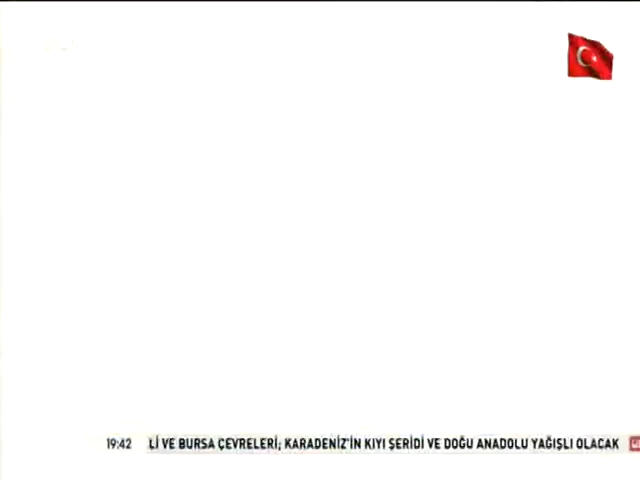 19:42 Lİ VE BURSA ÇEVRELERİ; KARADENİZ'İN KIYI ŞERİDİ VE DOĞU ANADOLU YAĞIŞLI OLACAK